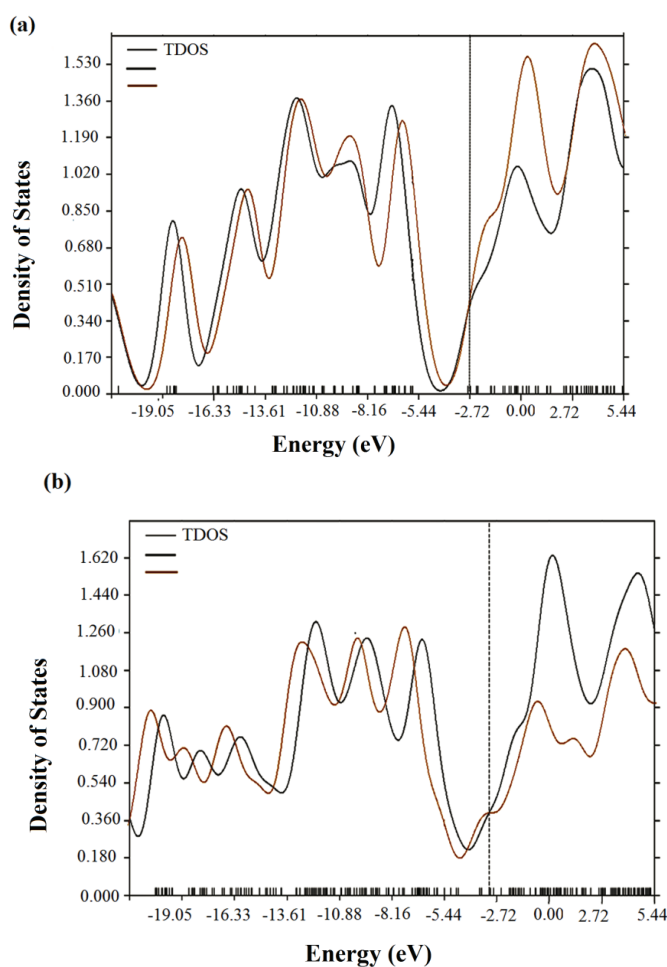 (a)
TDOS
1.530
1.360
1.190
1.020
0.850
0.680
0.510
0.340
0.170
0.000
Density of States
-19.05 -16.33 -13.61 -10.88 -8.16 -5.44 -2.72 0.00 2.72 5.44
Energy (eV)
(b)
TDOS
1.620
1.440
1.260
1.080
0.900
0.720
0.540
0.360
0.180
0.000
Density of States
-19.05 -16.33 -13.61 -10.88 -8.16 -5.44 -2.72 0.00 2.72 5.44
Energy (eV)